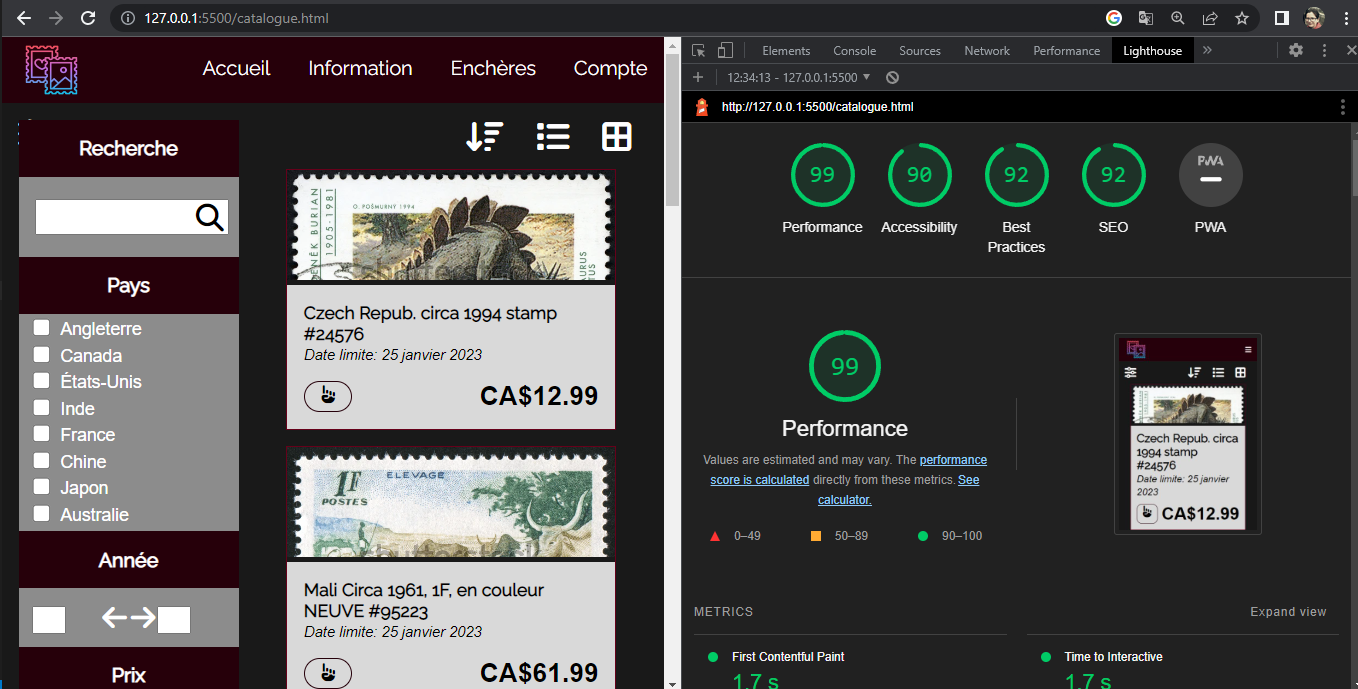 127.0.0.1:5500/catalogue.html
Accueil Information Enchères Compte
Recherche
Pays
Angleterre
Canada
États-Unis
Inde
France
Chine
Japon
Australie
Année
Prix
O. POŠMURNÝ 1994
1905-1981
Czech Repub. circa 1994 stamp
#24576
Date limite: 25 janvier 2023
CA$12.99
ELEVAGE
1F
POSTES
Mali Circa 1961, 1F, en couleur
NEUVE #95223
Date limite: 25 janvier 2023
CA$61.99
Elements Console Sources Network Performance Lighthouse
12:34:13 - 127.0.0.1:5500
http://127.0.0.1:5500/catalogue.html
99 90 92 92 PWA
Performance Accessibility Best Practices SEO PWA
99
Performance
Values are estimated and may vary. The performance
score is calculated directly from these metrics. See
calculator.
0–49 50–89 90–100
Czech Repub. circa
1994 stamp
#24576
Date limite: 25 janvier
2023
CA$12.99
METRICS Expand view
First Contentful Paint Time to Interactive
1.7 s 1.7 s